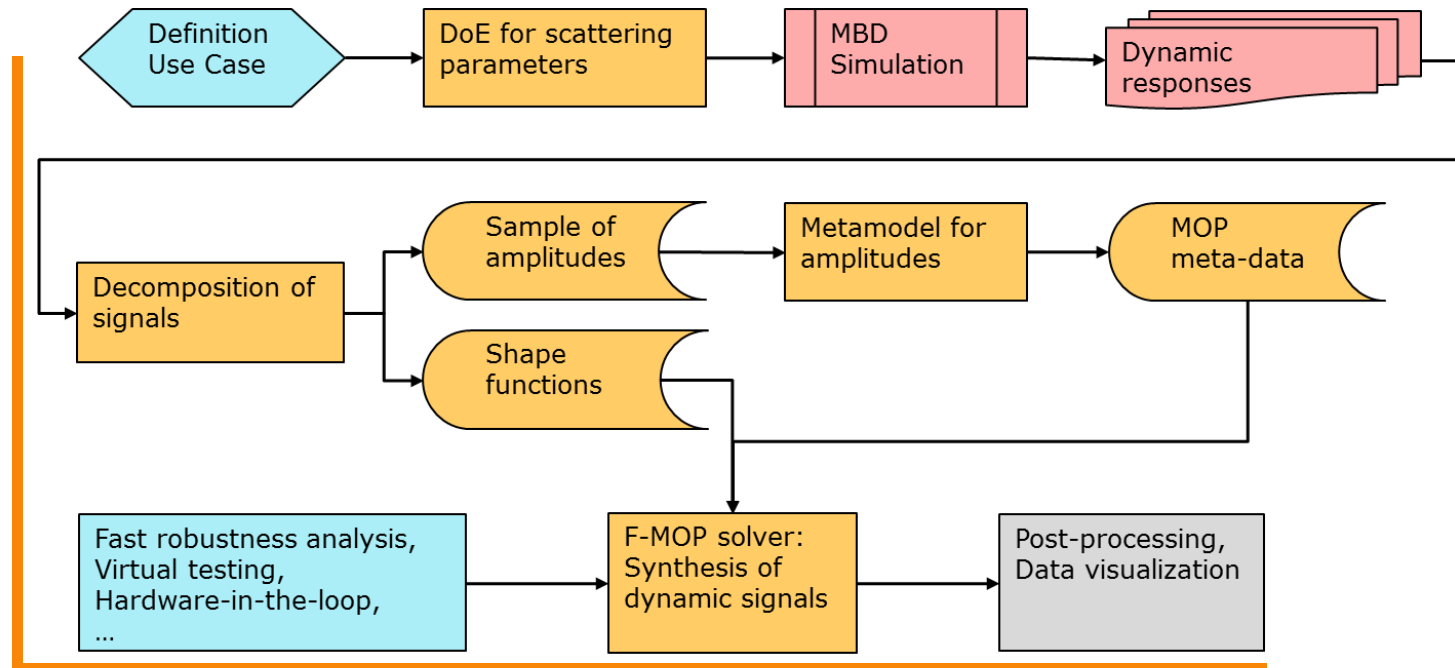 Definition
Use Case
DoE for scattering
parameters
MBD
Simulation
Dynamic
responses
Sample of
amplitudes
Metamodel for
amplitudes
MOP
meta-data
Decomposition of
signals
Shape
functions
Fast robustness analysis,
Virtual testing,
Hardware-in-the-loop,
…
F-MOP solver:
Synthesis of
dynamic signals
Post-processing,
Data visualization